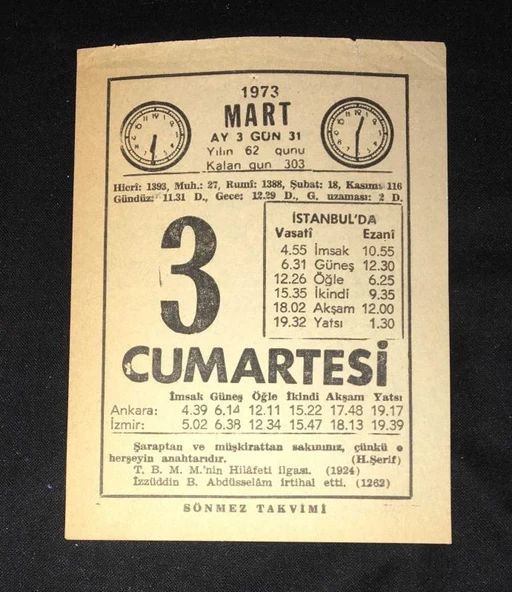 1973
MART
AY 3 GÜN 31
Yılın 62 günü
Kalan gün 303
Hicrî: 1393, Muh.: 27, Rumî: 1388, Şubat: 18, Kasım: 116
Gündüz: 11.31 D., Gece: 12.29 D., G. uzaması: 2 D.
3
İSTANBUL'DA
Vasatî Ezanî
4.55 İmsak 10.55
6.31 Güneş 12.30
12.26 Öğle 6.25
15.35 İkindi 9.35
18.02 Akşam 12.00
19.32 Yatsı 1.30
CUMARTESİ
İmsak Güneş Öğle İkindi Akşam Yatsı
Ankara: 4.39 6.14 12.11 15.22 17.48 19.17
İzmir: 5.02 6.38 12 34 15.47 18.13 19.39
Şaraptan ve müşkirattan sakınınız, çünkü o
herşeyin anahtarıdır. (H.Şerif)
T. B. M. M.'nin Hilâfeti ilgası. (1924)
İzzüddin B. Abdüsselâm irtihal etti. (1262)
SÖNMEZ TAKVİMİ